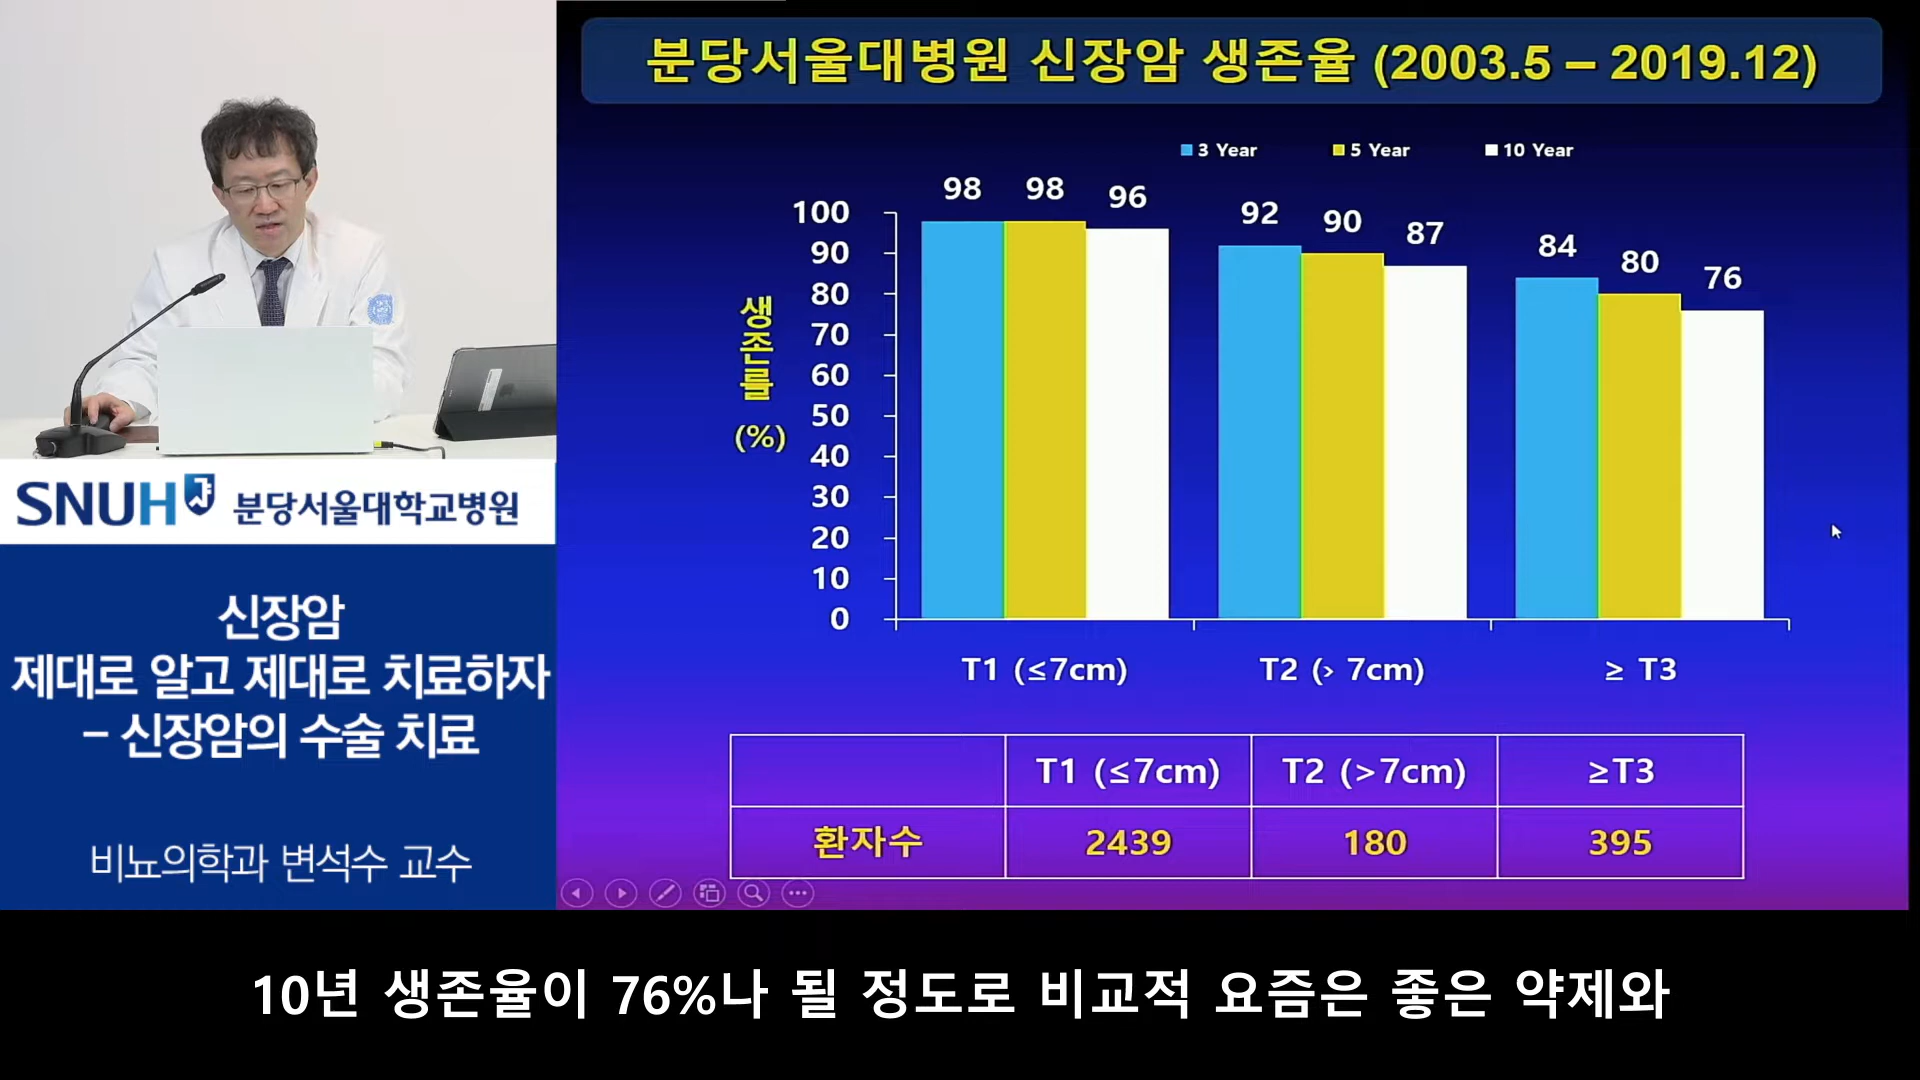 분당서울대병원 신장암 생존율 (2003.5 – 2019.12)
3 Year 5 Year 10 Year
98 98 96 92 90 87 84 80 76
생존률
(%)
100
90
80
70
60
50
40
30
20
10
0
T1 (≤7cm) T2 (> 7cm) ≥ T3
T1 (≤7cm) T2 (>7cm) ≥T3
환자수 2439 180 395
SNUH 분당서울대학교병원
신장암
제대로 알고 제대로 치료하자
- 신장암의 수술 치료
비뇨의학과 변석수 교수
10년 생존율이 76%나 될 정도로 비교적 요즘은 좋은 약제와